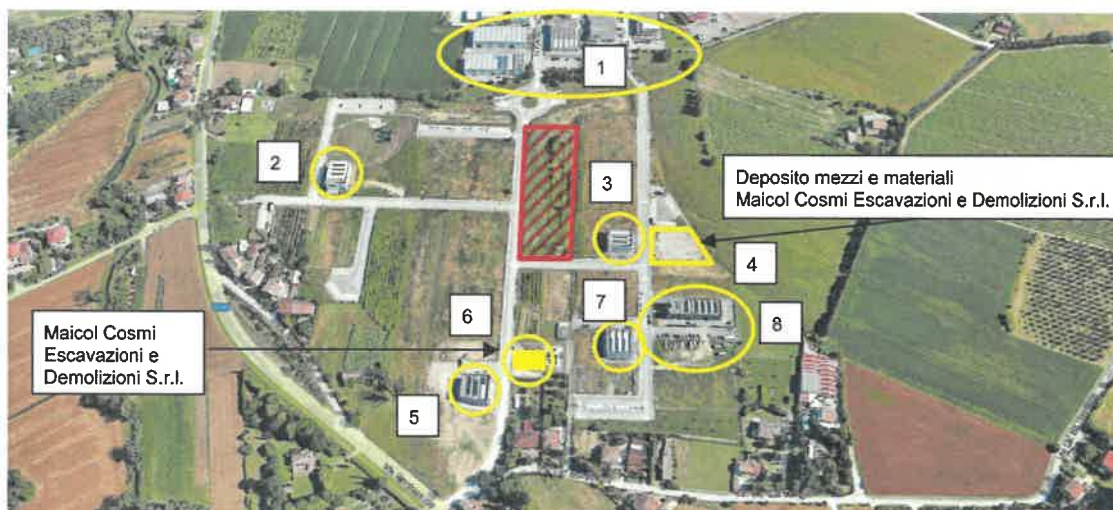 1
2
3
Deposito mezzi e materiali
Maicol Cosmi Escavazioni e Demolizioni S.r.l.
4
6
7
8
Maicol Cosmi
Escavazioni e
Demolizioni S.r.l.
5